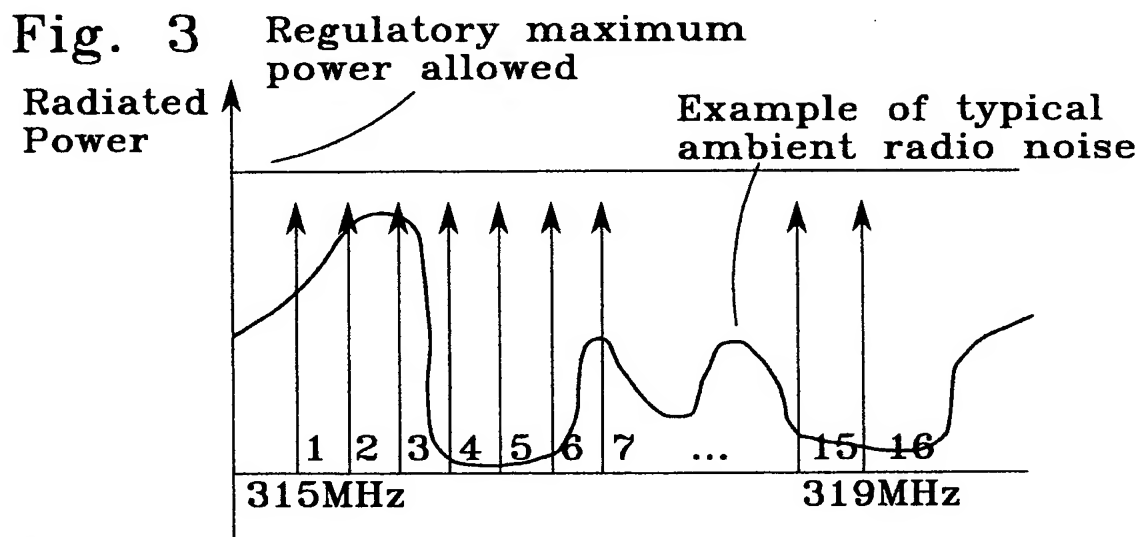 Fig. 3
Regulatory maximum
power allowed
Radiated
Power
Example of typical
ambient radio noise
1 2 3 4 5 6 7 ... 15 16
315MHz 319MHz